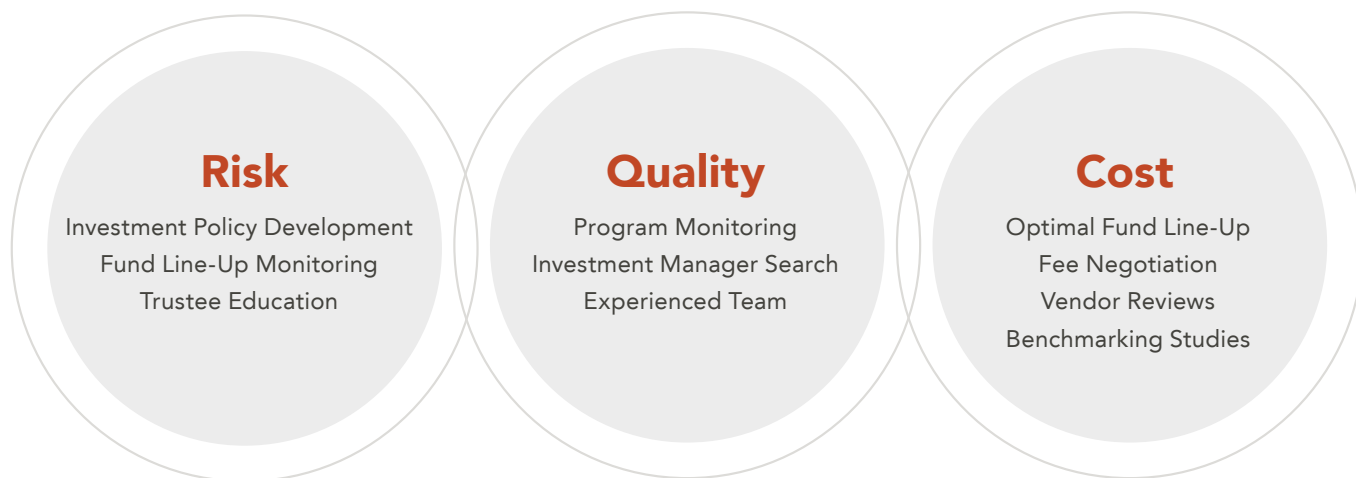 Risk
Investment Policy Development
Fund Line-Up Monitoring
Trustee Education
Quality
Program Monitoring
Investment Manager Search
Experienced Team
Cost
Optimal Fund Line-Up
Fee Negotiation
Vendor Reviews
Benchmarking Studies